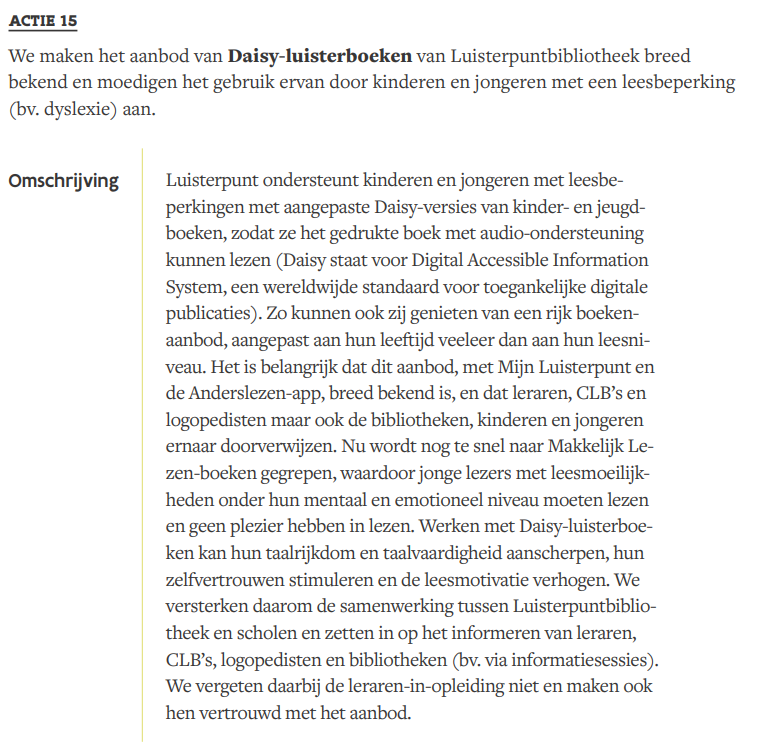 ACTIE 15
We maken het aanbod van Daisy-luisterboeken van Luisterpuntbibliotheek breed
bekend en moedigen het gebruik ervan door kinderen en jongeren met een leesbeperking
(bv. dyslexie) aan.
Omschrijving
Luisterpunt ondersteunt kinderen en jongeren met leesbe-
perkingen met aangepaste Daisy-versies van kinder- en jeugd-
boeken, zodat ze het gedrukte boek met audio-ondersteuning
kunnen lezen (Daisy staat voor Digital Accessible Information
System, een wereldwijde standaard voor toegankelijke digitale
publicaties). Zo kunnen ook zij genieten van een rijk boeken-
aanbod, aangepast aan hun leeftijd veeleer dan aan hun leesni-
veau. Het is belangrijk dat dit aanbod, met Mijn Luisterpunt en
de Anderslezen-app, breed bekend is, en dat leraren, CLB’s en
logopedisten maar ook de bibliotheken, kinderen en jongeren
ernaar doorverwijzen. Nu wordt nog te snel naar Makkelijk Le-
zen-boeken gegrepen, waardoor jonge lezers met leesmoeilijk-
heden onder hun mentaal en emotioneel niveau moeten lezen
en geen plezier hebben in lezen. Werken met Daisy-luisterboe-
ken kan hun taalrijkdom en taalvaardigheid aanscherpen, hun
zelfvertrouwen stimuleren en de leesmotivatie verhogen. We
versterken daarom de samenwerking tussen Luisterpuntbiblio-
theek en scholen en zetten in op het informeren van leraren,
CLB’s, logopedisten en bibliotheken (bv. via informatiesessies).
We vergeten daarbij de leraren-in-opleiding niet en maken ook
hen vertrouwd met het aanbod.